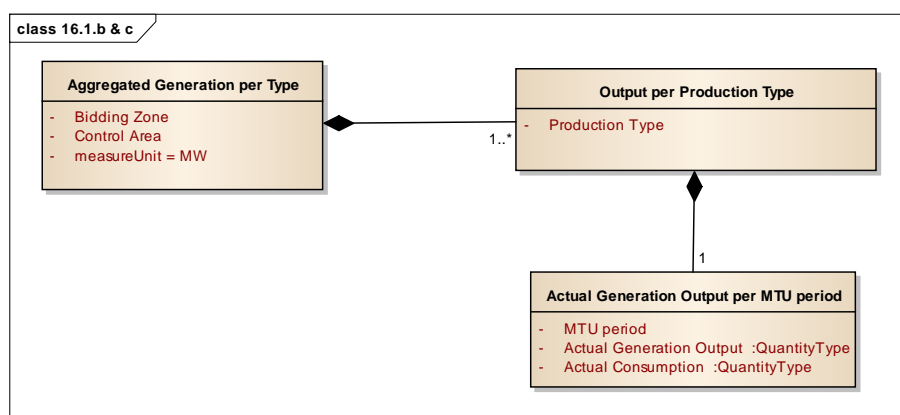 class 16.1.b & c
Aggregated Generation per Type
- Bidding Zone
- Control Area
- measureUnit = MW
1..*
Output per Production Type
- Production Type
1
Actual Generation Output per MTU period
- MTU period
- Actual Generation Output :QuantityType
- Actual Consumption :QuantityType